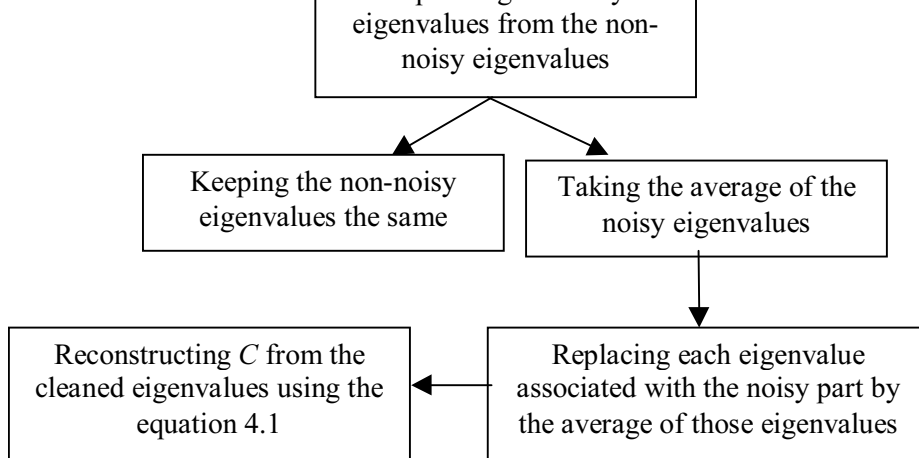 eigenvalues from the non-
noisy eigenvalues
Keeping the non-noisy
eigenvalues the same
Taking the average of the
noisy eigenvalues
Replacing each eigenvalue
associated with the noisy part by
the average of those eigenvalues
Reconstructing C from the
cleaned eigenvalues using the
equation 4.1